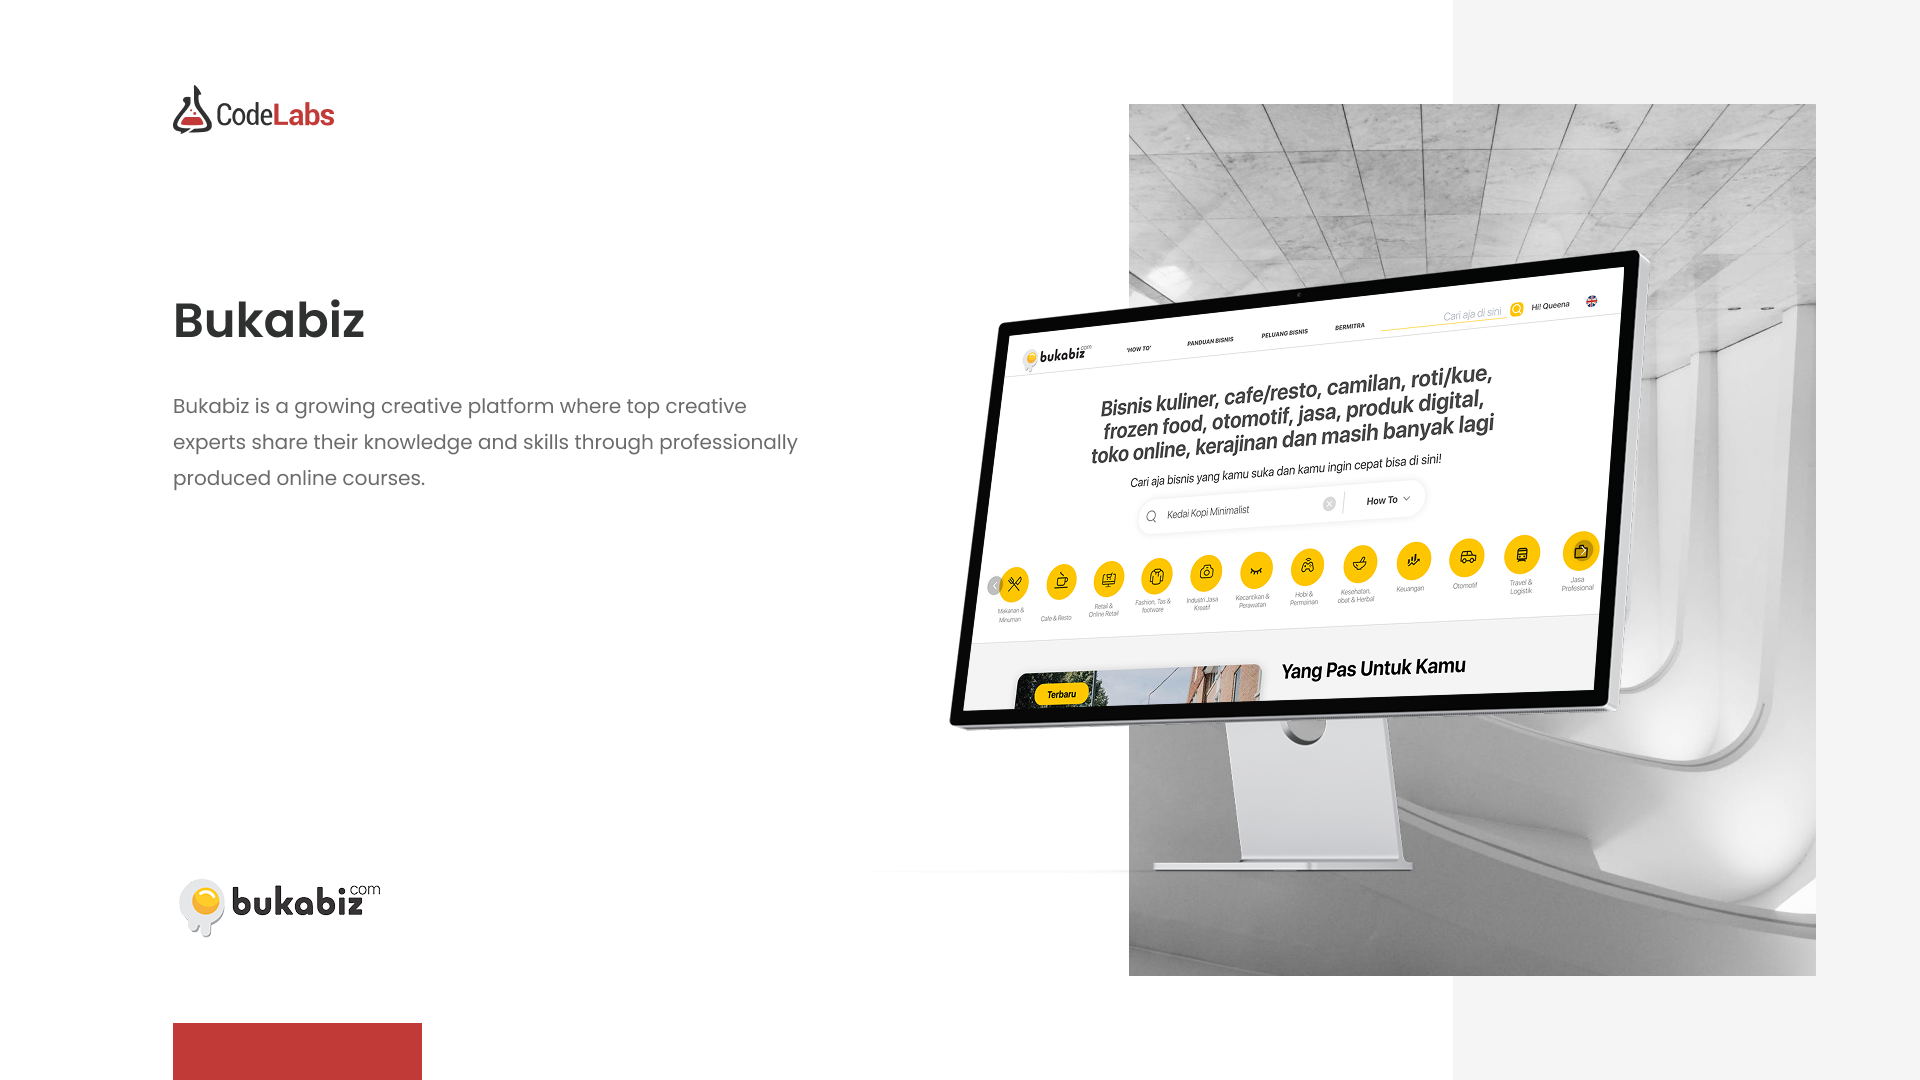 CodeLabs
Bukabiz
Bukabiz is a growing creative platform where top creative
experts share their knowledge and skills through professionally
produced online courses.
bukabiz.com
bukabiz.com
'HOW TO'
PANDUAN BISNIS
PELUANG BISNIS
BERMITRA
Cari aja di sini
Hi! Queena
Bisnis kuliner, cafe/resto, camilan, roti/kue,
frozen food, otomotif, jasa, produk digital,
toko online, kerajinan dan masih banyak lagi
Cari aja bisnis yang kamu suka dan kamu ingin cepat bisa di sini!
Kedai Kopi Minimalist
How To
Makanan &
Minuman
Cafe & Resto
Retail &
Online Retail
Fashion, Tas &
footware
Industri Jasa
Kreatif
Kecantikan &
Perawatan
Hobi &
Permainan
Kesehatan,
obat & Herbal
Keuangan
Otomotif
Travel &
Logistik
Jasa
Profesional
Terbaru
Yang Pas Untuk Kamu